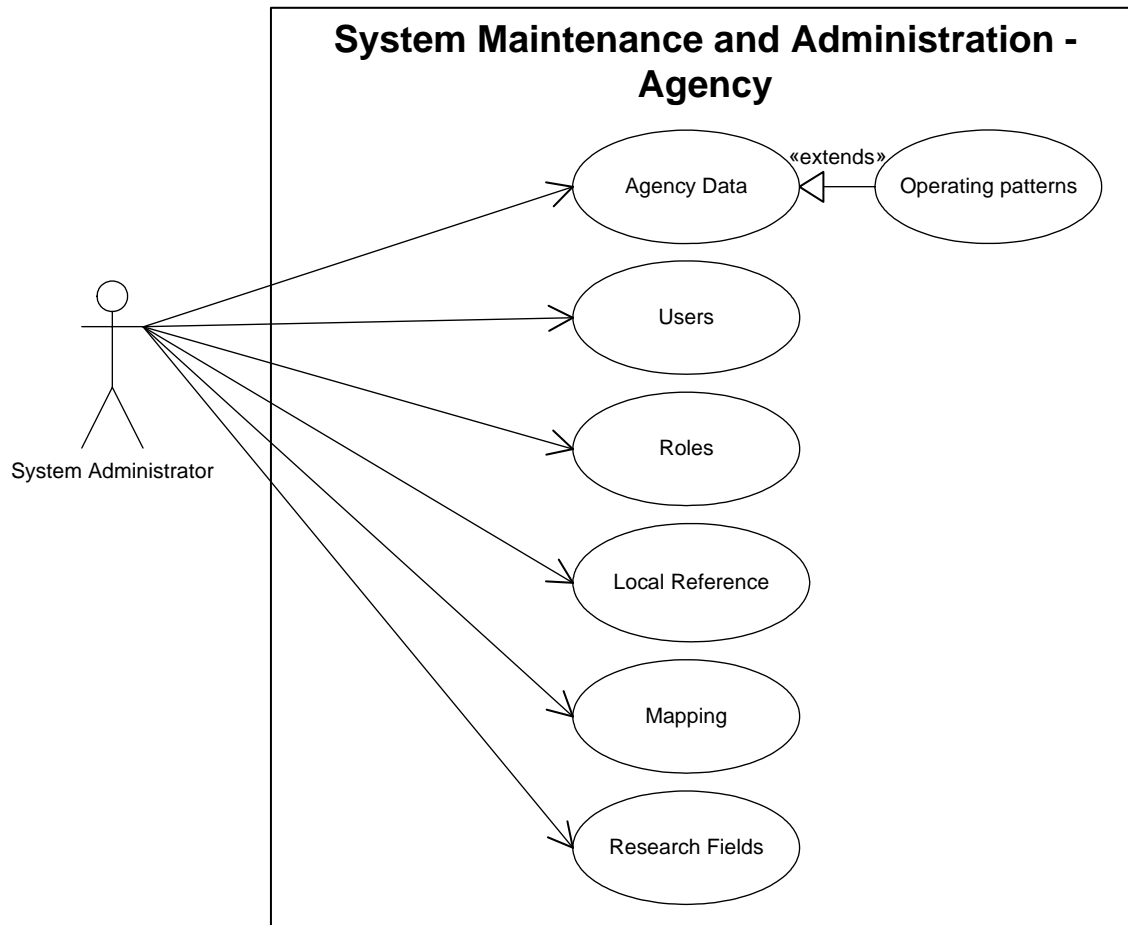 System Maintenance and Administration -
Agency
«extends»
Agency Data
Operating patterns
Users
Roles
System Administrator
Local Reference
Mapping
Research Fields